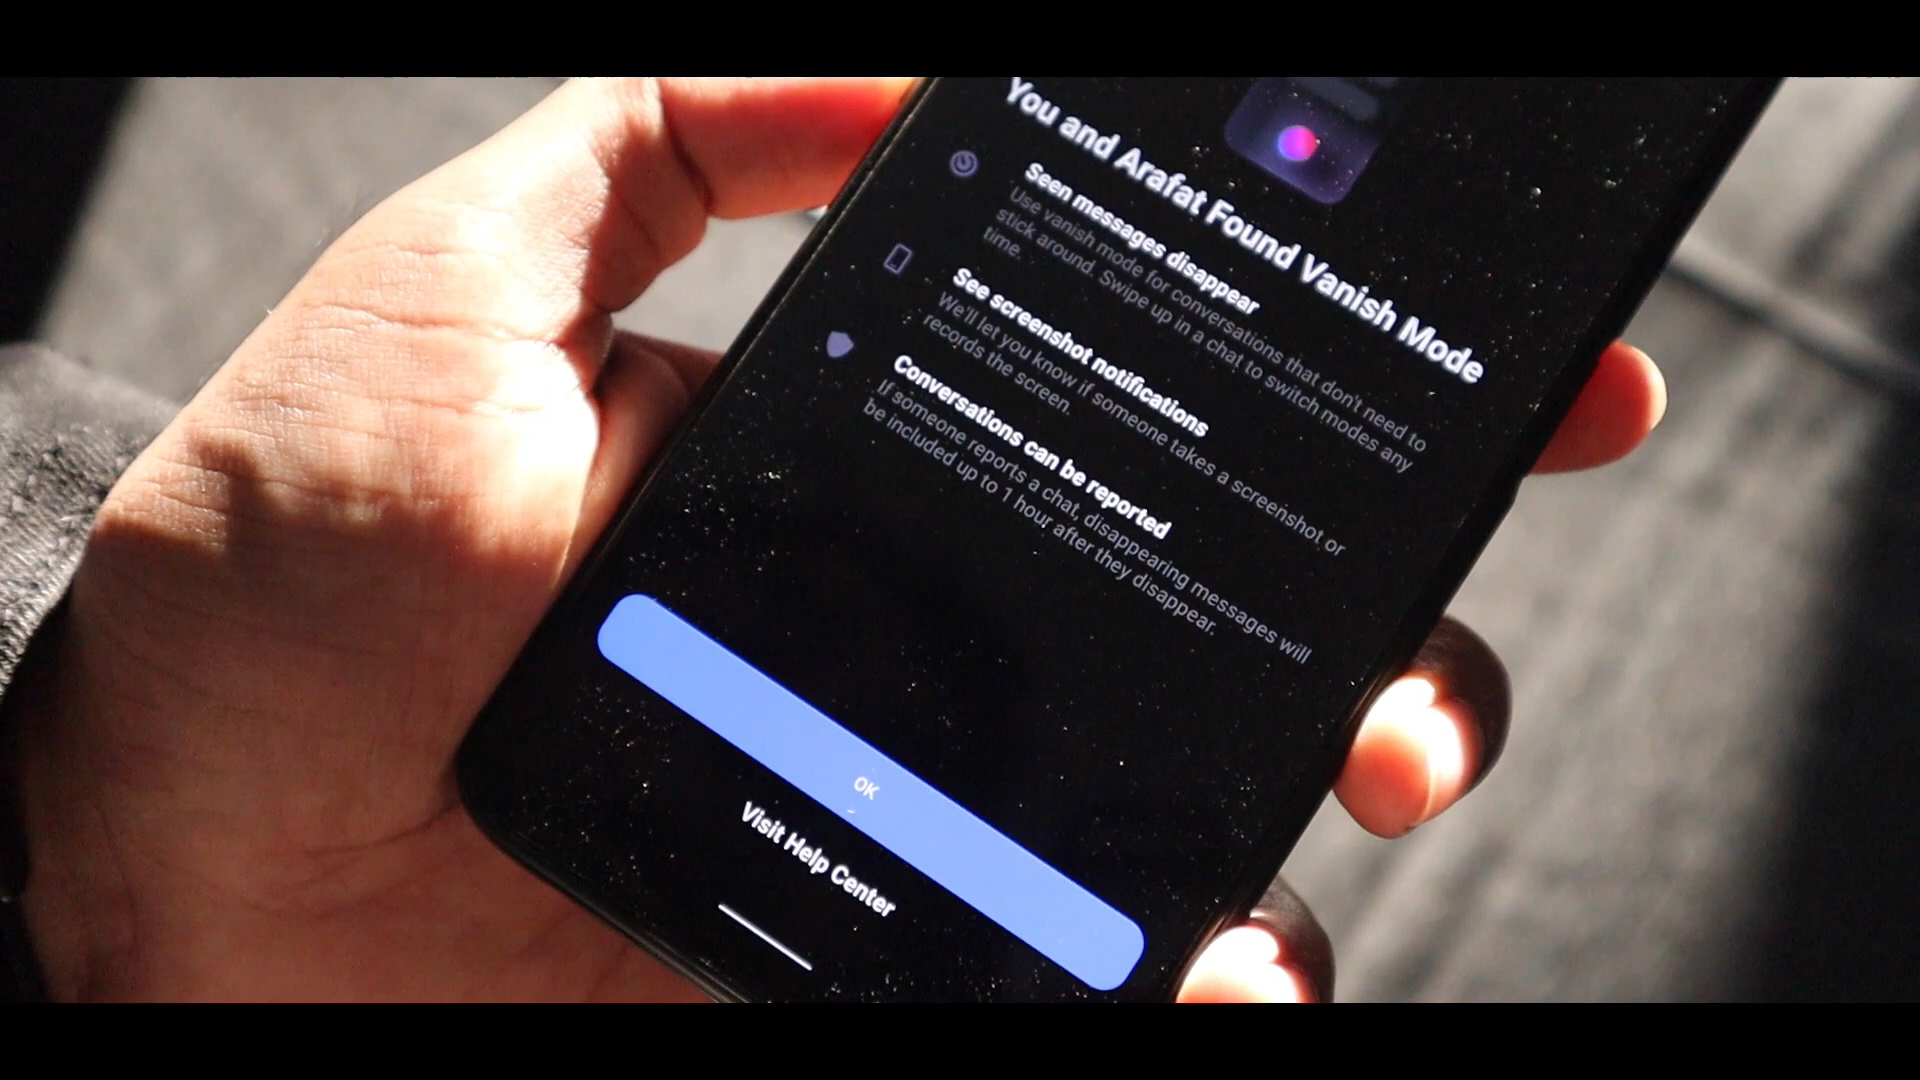 You and Arafat Found Vanish Mode
Seen messages disappear
Use vanish mode for conversations that don't need to
stick around. Swipe up in a chat to switch modes any
time.
See screenshot notifications
We'll let you know if someone takes a screenshot or
records the screen.
Conversations can be reported
If someone reports a chat, disappearing messages will
be included up to 1 hour after they disappear.
OK
Visit Help Center